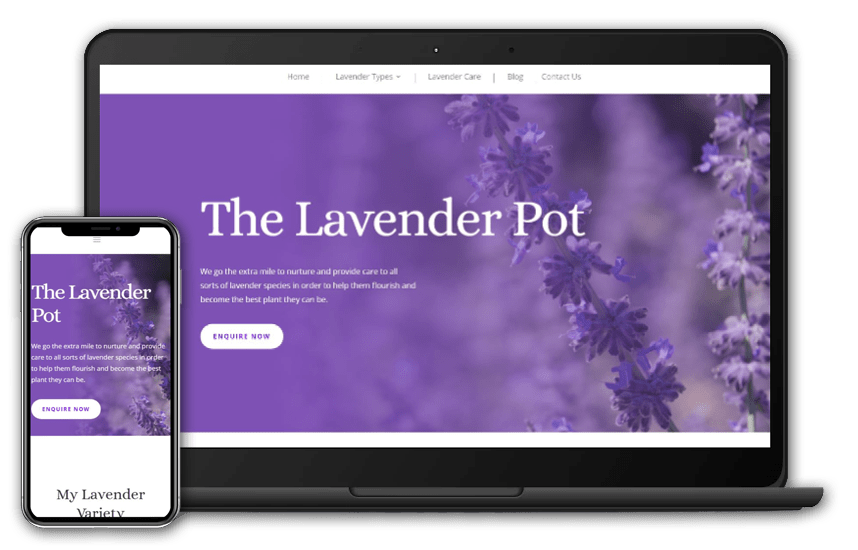 Home Lavender Types | Lavender Care | Blog Contact Us
The Lavender Pot
We go the extra mile to nurture and provide care to all
sorts of lavender species in order to help them flourish and
become the best plant they can be.
ENQUIRE NOW
The Lavender
Pot
We go the extra mile to nurture and provide
care to all sorts of lavender species in order
to help them flourish and become the best
plant they can be.
ENQUIRE NOW
My Lavender
Variety